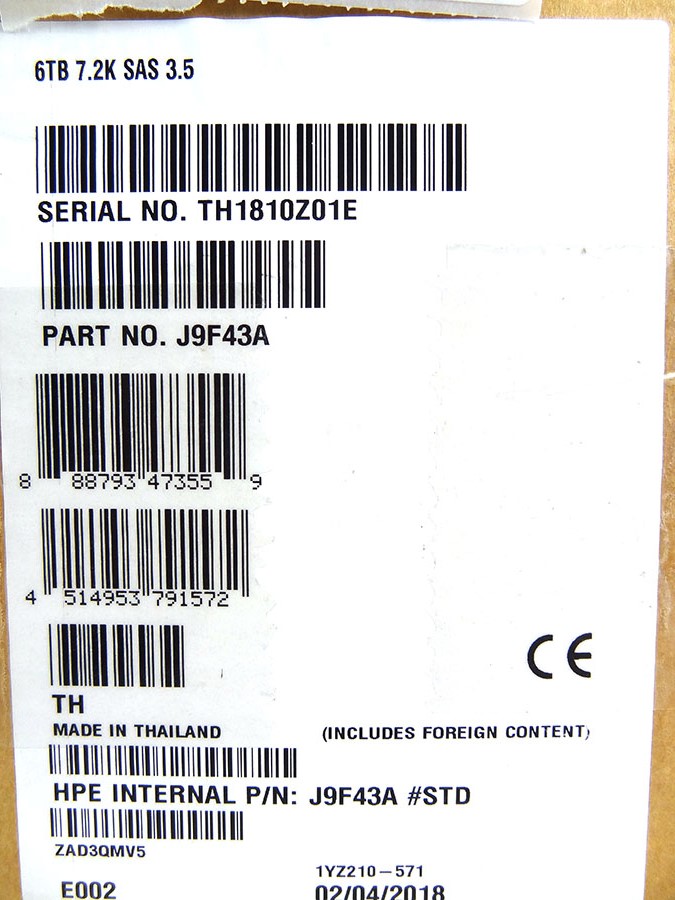 6TB 7.2K SAS 3.5
SERIAL NO. TH1810Z01E
PART NO. J9F43A
8 88793 47355 9
4 514953 791572
CE
TH
MADE IN THAILAND (INCLUDES FOREIGN CONTENT)
HPE INTERNAL P/N: J9F43A #STD
ZAD3QMV5
1YZ210-571
E002 02/04/2018